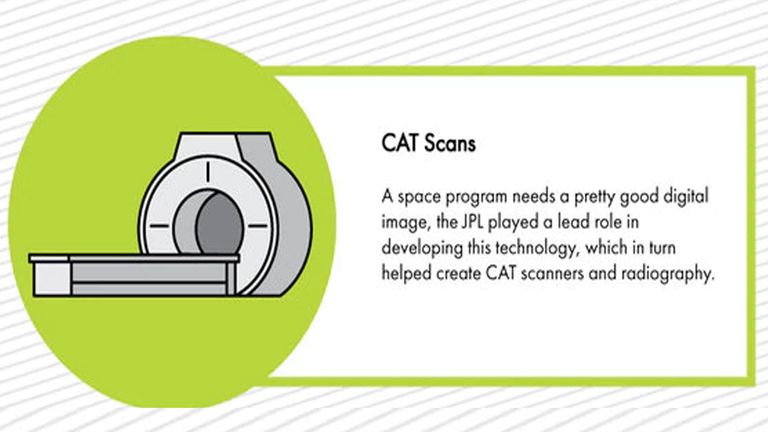 CAT Scans
A space program needs a pretty good digital
image, the JPL played a lead role in
developing this technology, which in turn
helped create CAT scanners and radiography.